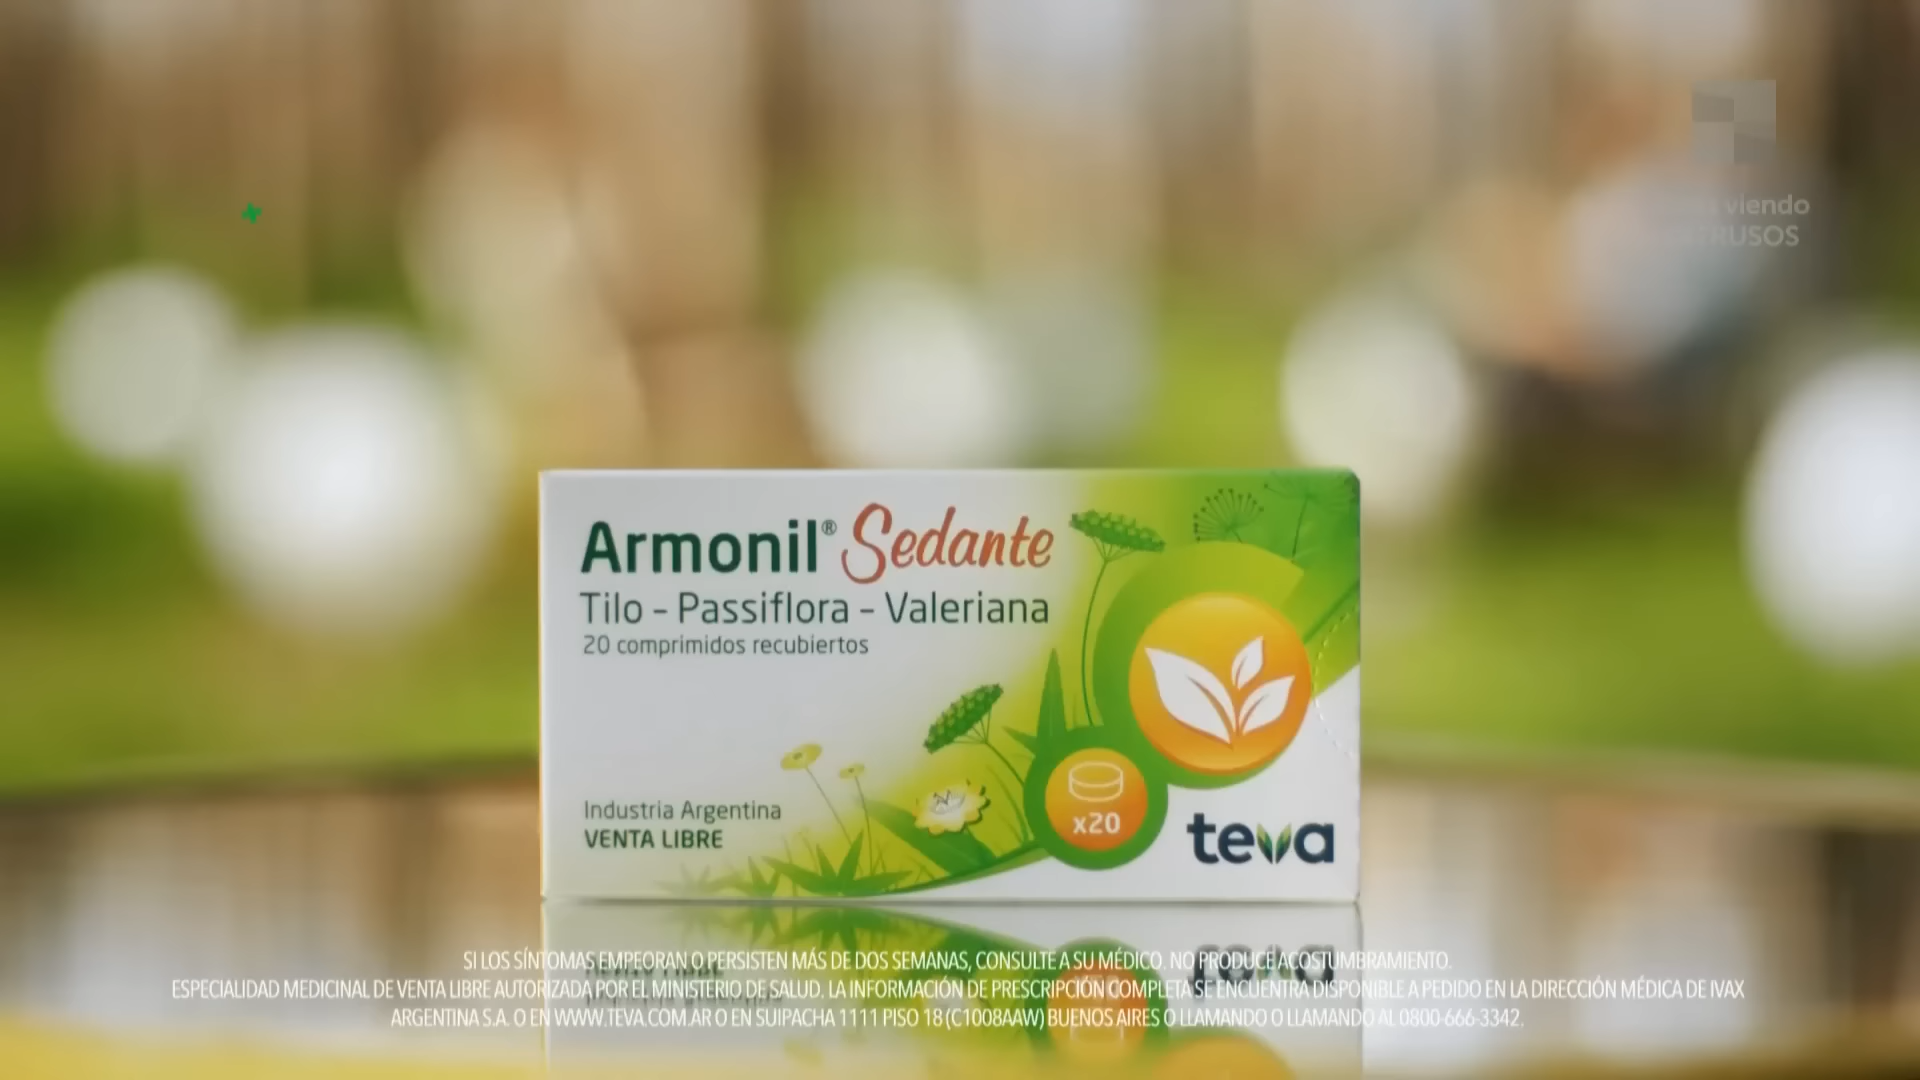 viendo
Armonil® Sedante
Tilo - Passiflora - Valeriana
20 comprimidos recubiertos
x20
Industria Argentina
VENTA LIBRE
teva
SI LOS SÍNTOMAS EMPEORAN O PERSISTEN MÁS DE DOS SEMANAS, CONSULTE A SU MÉDICO. NO PRODUCE ACOSTUMBRAMIENTO.
ESPECIALIDAD MEDICINAL DE VENTA LIBRE AUTORIZADA POR EL MINISTERIO DE SALUD. LA INFORMACIÓN DE PRESCRIPCIÓN COMPLETA SE ENCUENTRA DISPONIBLE A PEDIDO EN LA DIRECCIÓN MÉDICA DE IVAX
ARGENTINA S.A. O EN WWW.TEVA.COM.AR O EN SUIPACHA 1111 PISO 18 (C1008AAW) BUENOS AIRES O LLAMANDO O LLAMANDO AL 0800-666-3342.